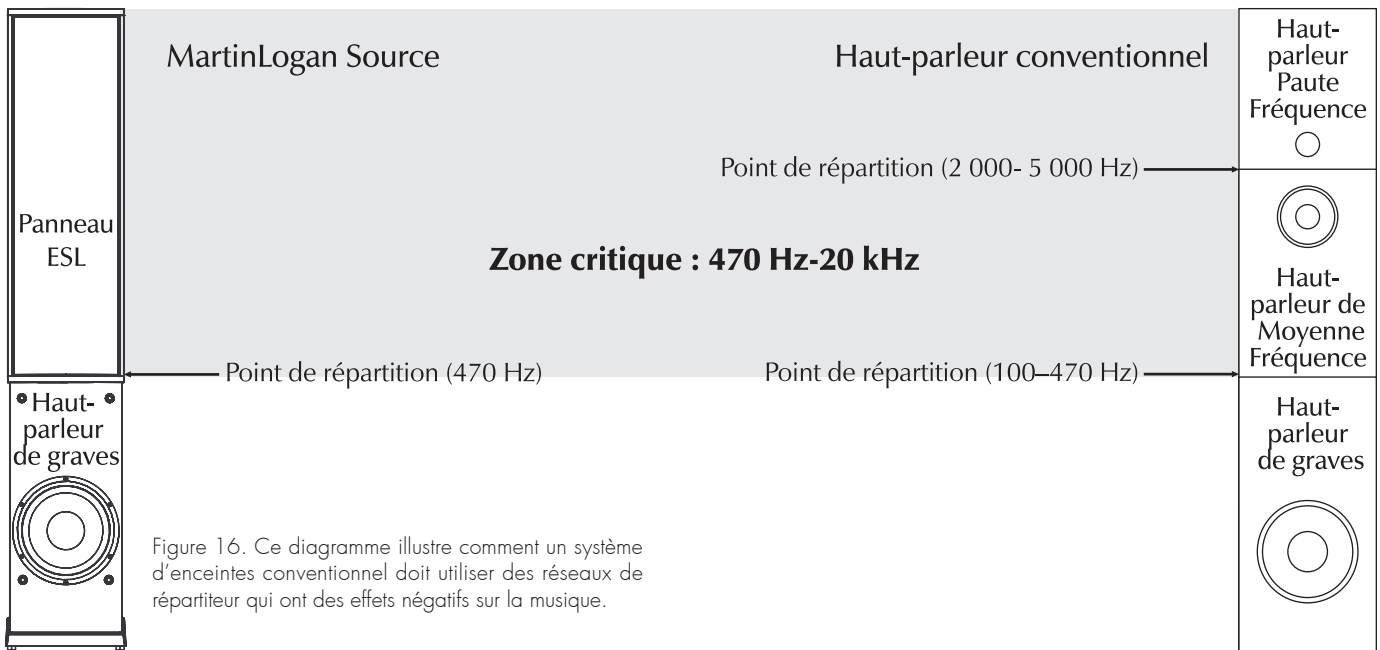 MartinLogan Source
Haut-parleur conventionnel
Haut-
parleur
Paute
Fréquence
Point de répartition (2 000- 5 000 Hz)
Panneau
ESL
Zone critique : 470 Hz-20 kHz
Haut-
parleur de
Moyenne
Fréquence
Point de répartition (470 Hz)
Point de répartition (100–470 Hz)
Haut-
parleur
de graves
Haut-
parleur
de graves
Figure 16. Ce diagramme illustre comment un système
d’enceintes conventionnel doit utiliser des réseaux de
répartiteur qui ont des effets négatifs sur la musique.